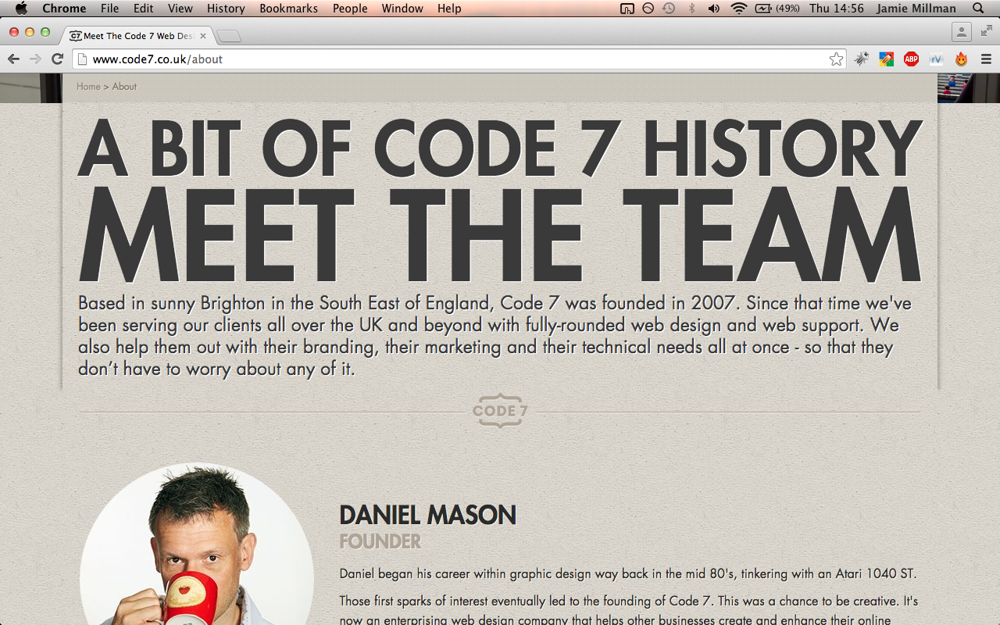 Chrome File Edit View History Bookmarks People Window Help (49%) Thu 14:56 Jamie Millman
C7 Meet The Code 7 Web Des
www.code7.co.uk/about ABP rV
Home > About
A BIT OF CODE 7 HISTORY
MEET THE TEAM
Based in sunny Brighton in the South East of England, Code 7 was founded in 2007. Since that time we've
been serving our clients all over the UK and beyond with fully-rounded web design and web support. We
also help them out with their branding, their marketing and their technical needs all at once - so that they
don’t have to worry about any of it.
CODE 7
DANIEL MASON
FOUNDER
Daniel began his career within graphic design way back in the mid 80's, tinkering with an Atari 1040 ST.
Those first sparks of interest eventually led to the founding of Code 7. This was a chance to be creative. It's
now an enterprising web design company that helps other businesses create and enhance their online